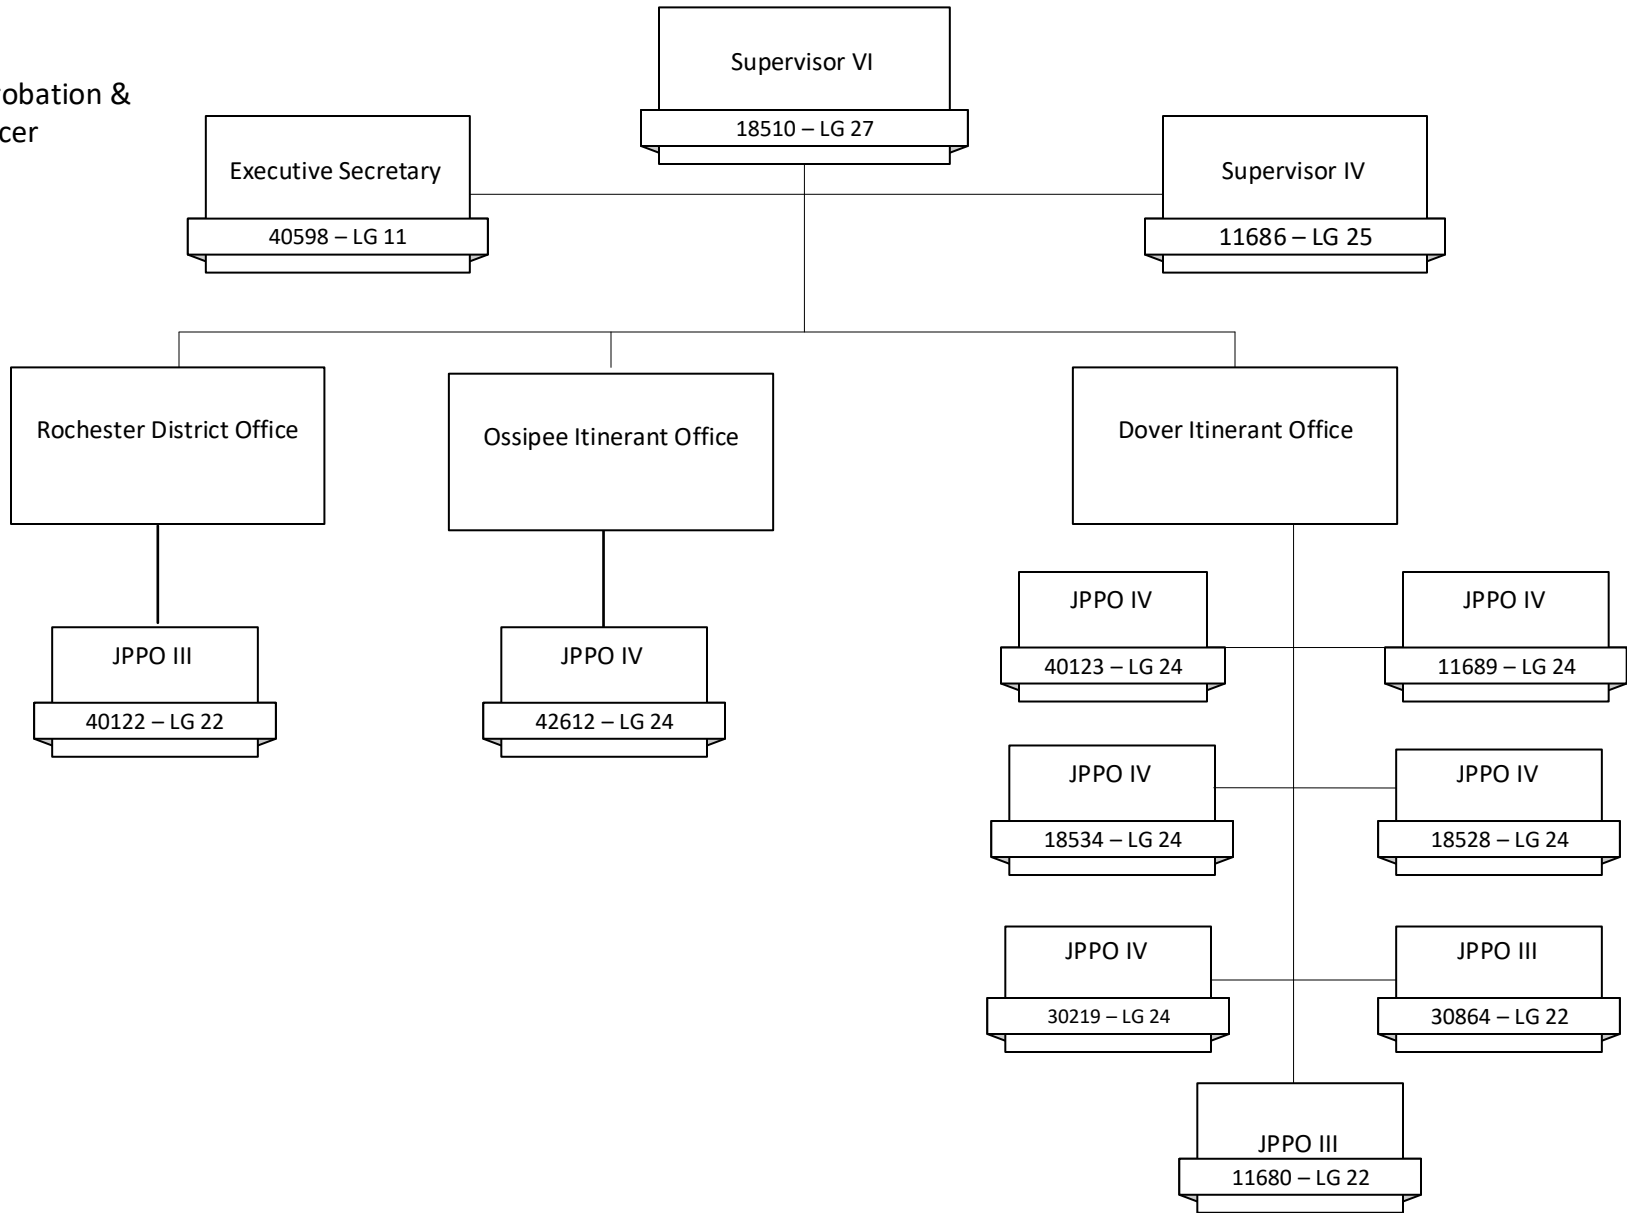 Supervisor VI
18510 – LG 27
robation &
cer
Executive Secretary
40598 – LG 11
Supervisor IV
11686 – LG 25
Rochester District Office
Ossipee Itinerant Office
Dover Itinerant Office
JPPO III
40122 – LG 22
JPPO IV
42612 – LG 24
JPPO IV
40123 – LG 24
JPPO IV
11689 – LG 24
JPPO IV
18534 – LG 24
JPPO IV
18528 – LG 24
JPPO IV
30219 – LG 24
JPPO III
30864 – LG 22
JPPO III
11680 – LG 22